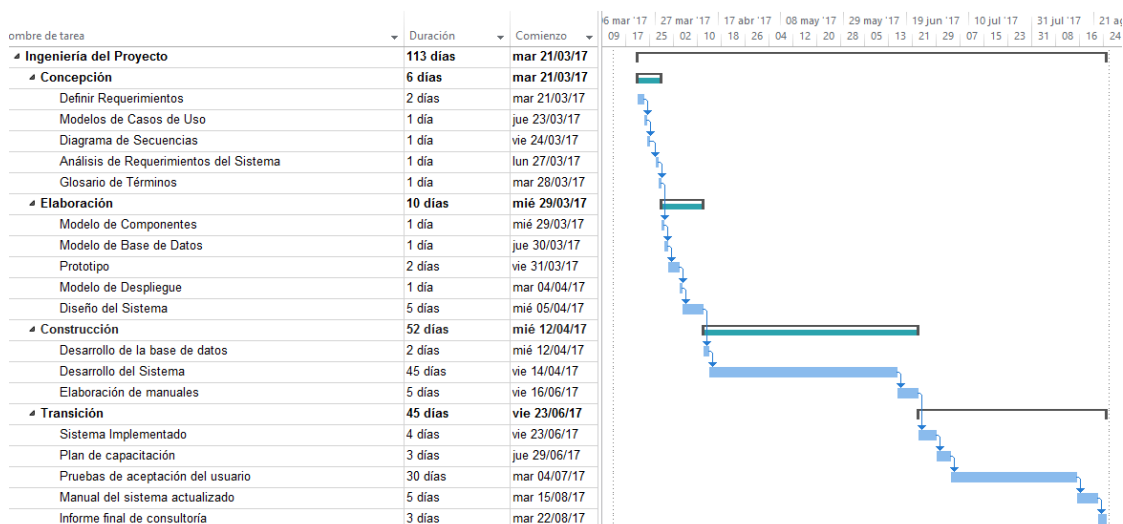 6 mar '17 27 mar '17 17 abr '17 08 may '17 29 may '17 19 jun '17 10 jul '17 31 jul '17 21 ag
ombre de tarea Duración Comienzo 09 17 25 02 10 18 26 04 12 20 28 05 13 21 29 07 15 23 31 08 16 24
Ingeniería del Proyecto 113 días mar 21/03/17
Concepción 6 días mar 21/03/17
Definir Requerimientos 2 días mar 21/03/17
Modelos de Casos de Uso 1 día jue 23/03/17
Diagrama de Secuencias 1 día vie 24/03/17
Análisis de Requerimientos del Sistema 1 día lun 27/03/17
Glosario de Términos 1 día mar 28/03/17
Elaboración 10 días mié 29/03/17
Modelo de Componentes 1 día mié 29/03/17
Modelo de Base de Datos 1 día jue 30/03/17
Prototipo 2 días vie 31/03/17
Modelo de Despliegue 1 día mar 04/04/17
Diseño del Sistema 5 días mié 05/04/17
Construcción 52 días mié 12/04/17
Desarrollo de la base de datos 2 días mié 12/04/17
Desarrollo del Sistema 45 días vie 14/04/17
Elaboración de manuales 5 días vie 16/06/17
Transición 45 días vie 23/06/17
Sistema Implementado 4 días vie 23/06/17
Plan de capacitación 3 días jue 29/06/17
Pruebas de aceptación del usuario 30 días mar 04/07/17
Manual del sistema actualizado 5 días mar 15/08/17
Informe final de consultoría 3 días mar 22/08/17